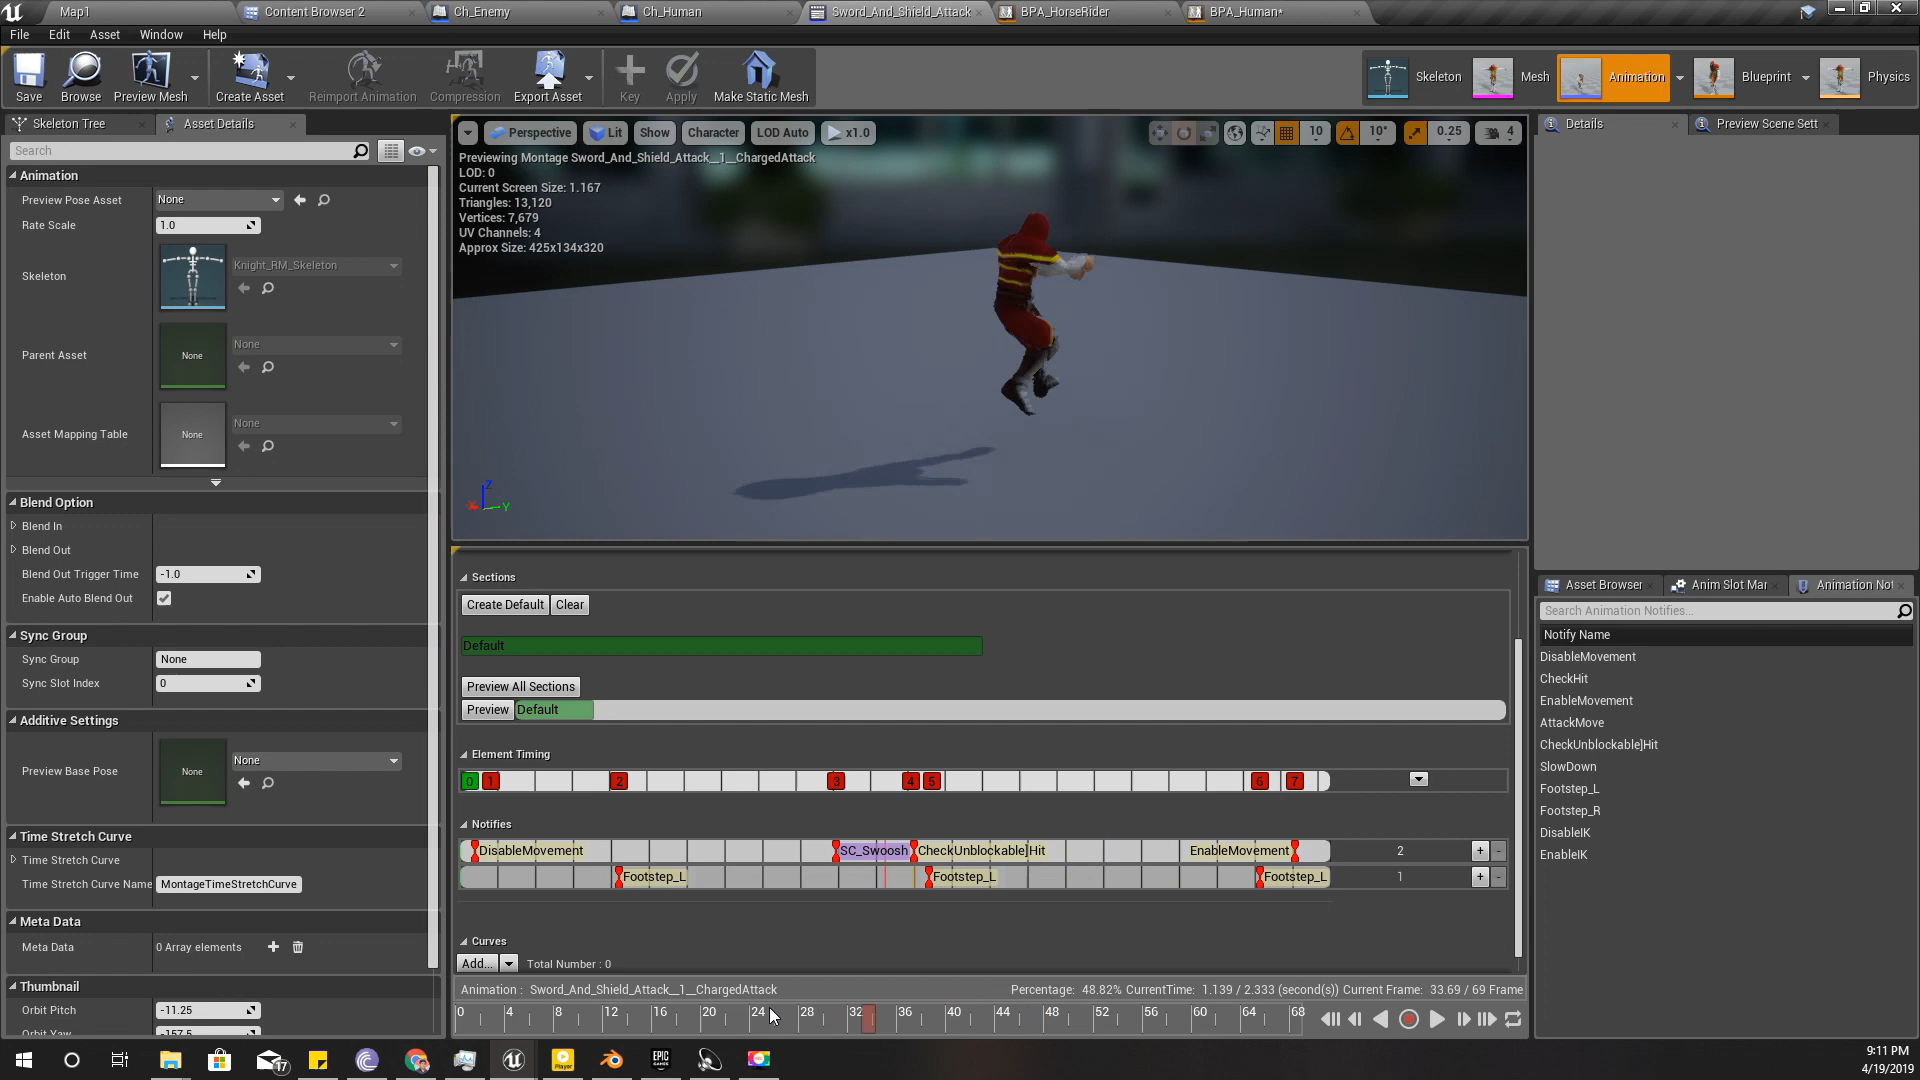 Map1
Content Browser 2
Ch_Enemy
Ch_Human
Sword_And_Shield_Attack
BPA_HorseRider
BPA_Human*
File Edit Asset Window Help
Save
Browse
Preview Mesh
Create Asset
Reimport Animation
Compression
Export Asset
Key
Apply
Make Static Mesh
Skeleton
Mesh
Animation
Blueprint
Physics
Skeleton Tree
Asset Details
Search
Animation
Preview Pose Asset None
Rate Scale 1.0
Skeleton Knight_RM_Skeleton
Parent Asset None None
Asset Mapping Table None None
Blend Option
Blend In
Blend Out
Blend Out Trigger Time -1.0
Enable Auto Blend Out
Sync Group
Sync Group None
Sync Slot Index 0
Additive Settings
Preview Base Pose None None
Time Stretch Curve
Time Stretch Curve
Time Stretch Curve Name MontageTimeStretchCurve
Meta Data
Meta Data 0 Array elements
Thumbnail
Orbit Pitch -11.25
Orbit Yaw -157.5
Perspective Lit Show Character LOD Auto x1.0
10 10° 0.25 4
Previewing Montage Sword_And_Shield_Attack__1__ChargedAttack
LOD: 0
Current Screen Size: 1.167
Triangles: 13,120
Vertices: 7,679
UV Channels: 4
Approx Size: 425x134x320
Z
X Y
Sections
Create Default Clear
Default
Preview All Sections
Preview Default
Element Timing
0 1 2 3 4 5 6 7
Notifies
DisableMovement SC_Swoosh CheckUnblockable]Hit EnableMovement 2 + -
Footstep_L Footstep_L Footstep_L 1 + -
Curves
Add... Total Number : 0
Animation : Sword_And_Shield_Attack__1__ChargedAttack Percentage: 48.82% CurrentTime: 1.139 / 2.333 (second(s)) Current Frame: 33.69 / 69 Frame
0 4 8 12 16 20 24 28 32 36 40 44 48 52 56 60 64 68
Details
Preview Scene Sett
Asset Browser
Anim Slot Mar
Animation Not
Search Animation Notifies...
Notify Name
DisableMovement
CheckHit
EnableMovement
AttackMove
CheckUnblockable]Hit
SlowDown
Footstep_L
Footstep_R
DisableIK
EnableIK
17
Player
EPIC
GAMES
9:11 PM
4/19/2019